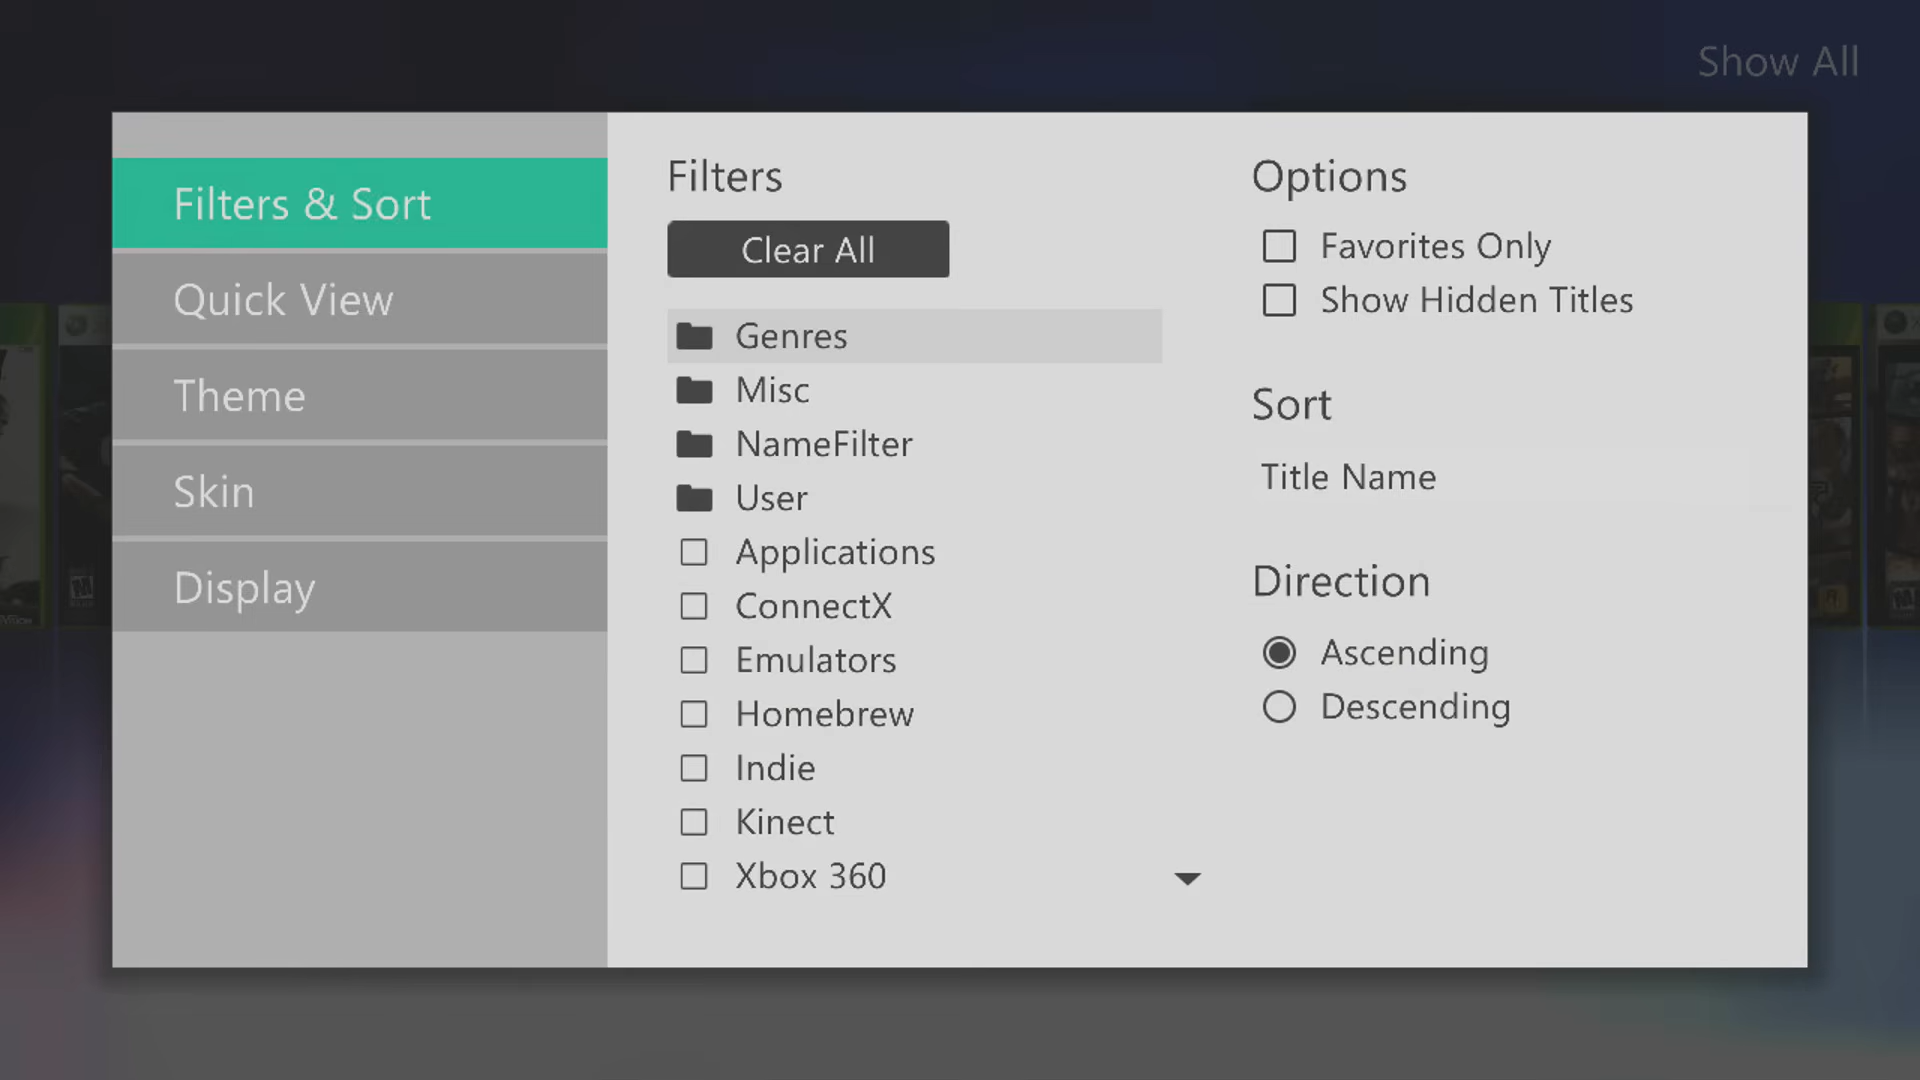 Show All
Filters & Sort
Quick View
Theme
Skin
Display
Filters
Clear All
Genres
Misc
NameFilter
User
Applications
ConnectX
Emulators
Homebrew
Indie
Kinect
Xbox 360
Options
Favorites Only
Show Hidden Titles
Sort
Title Name
Direction
Ascending
Descending